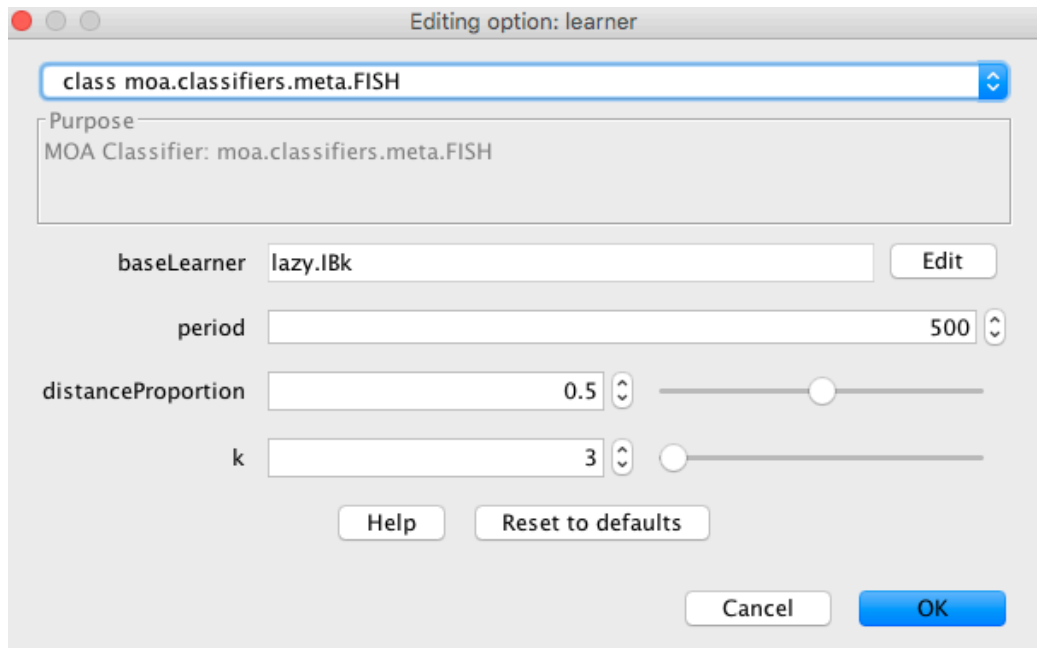 Editing option: learner
class moa.classifiers.meta.FISH
Purpose
MOA Classifier: moa.classifiers.meta.FISH
baseLearner lazy.IBk Edit
period 500
distanceProportion 0.5
k 3
Help Reset to defaults
Cancel OK